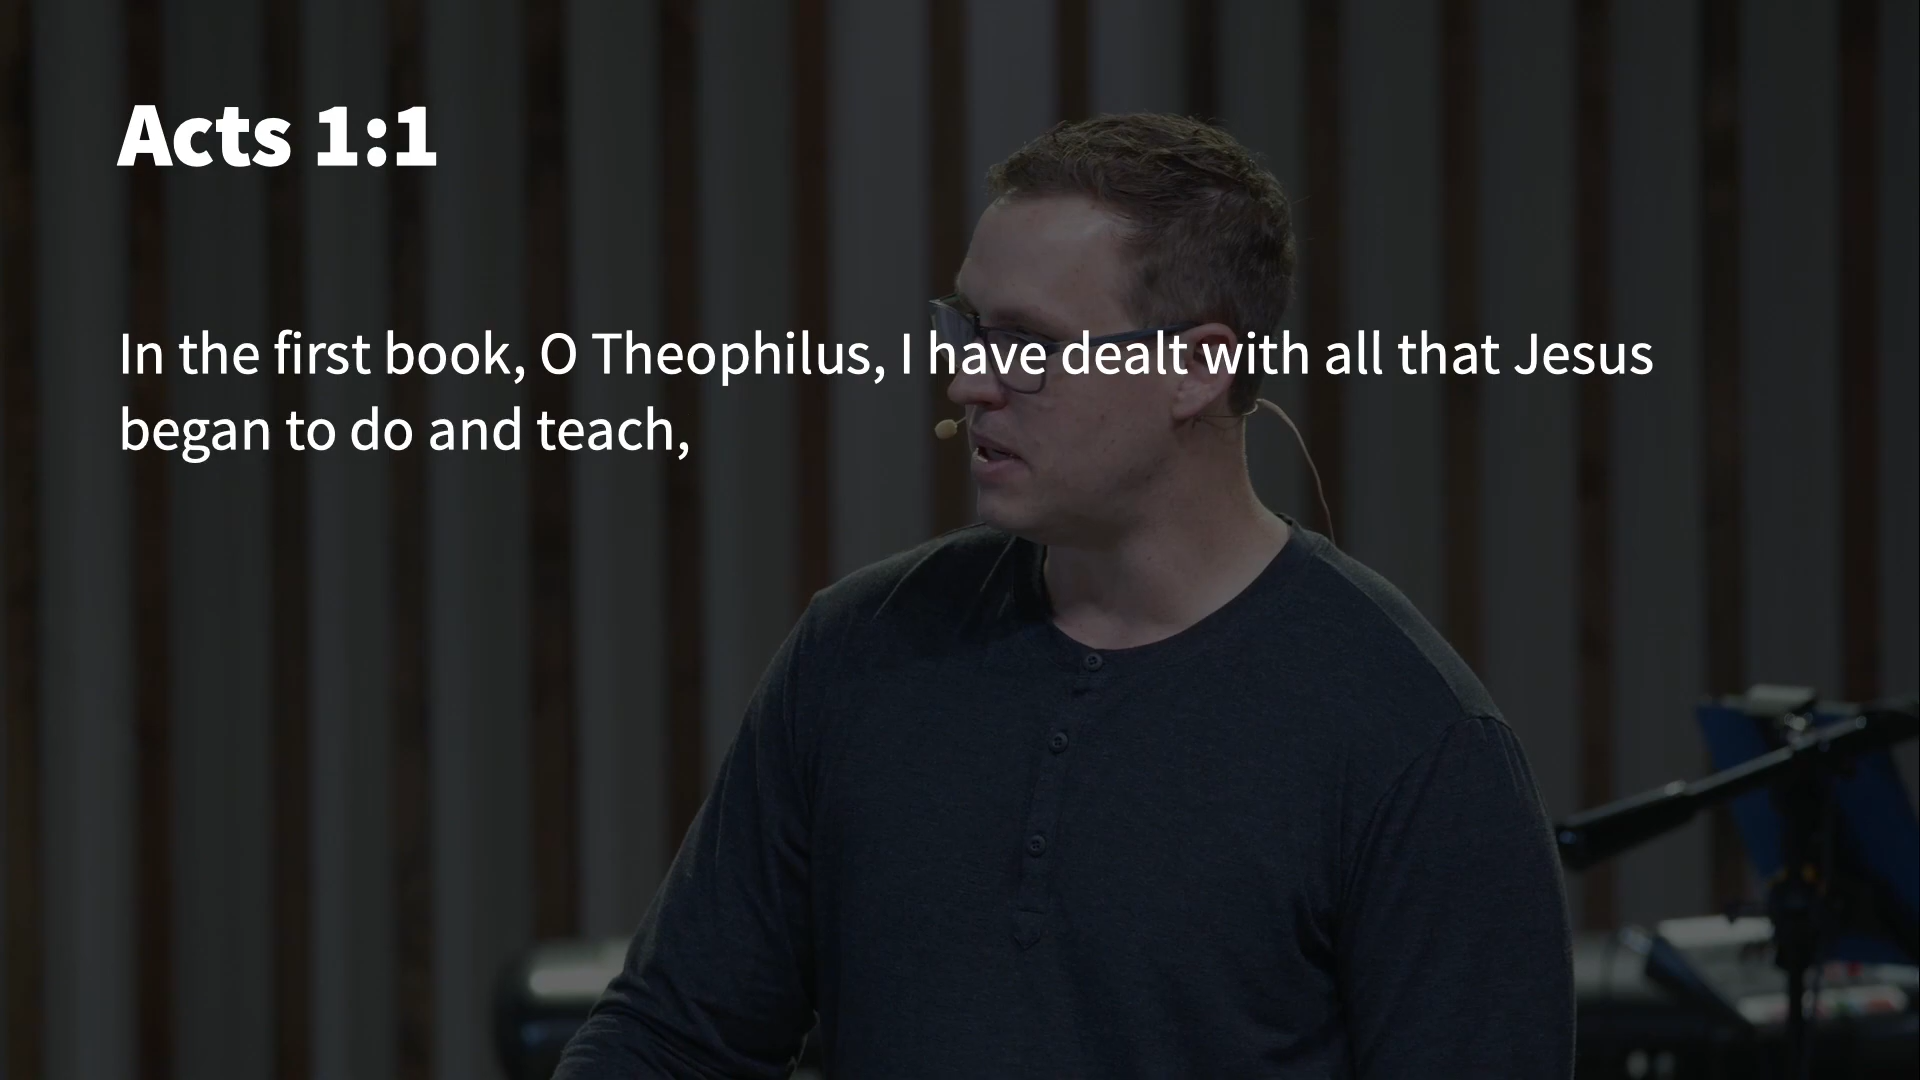 Acts 1:1
In the first book, O Theophilus, I have dealt with all that Jesus
began to do and teach,